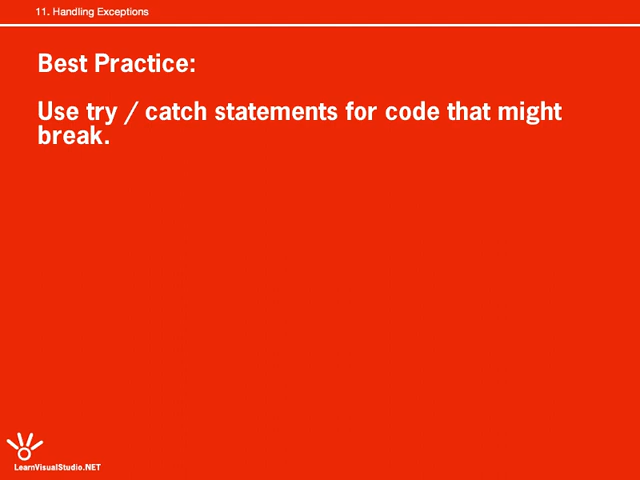 11. Handling Exceptions
Best Practice:
Use try / catch statements for code that might
break.
LearnVisualStudio.NET